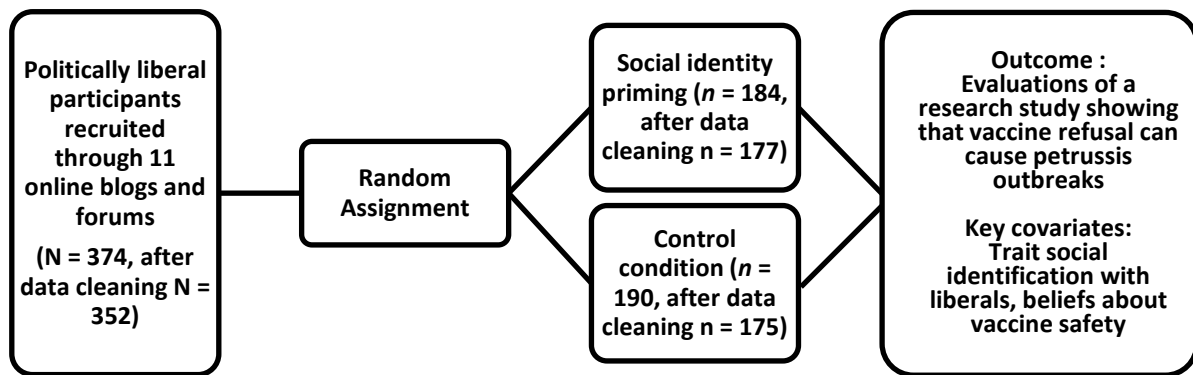 Politically liberal
participants
recruited
through 11
online blogs and
forums
(N = 374, after
data cleaning N =
352)
Random
Assignment
Social identity
priming (n = 184,
after data
cleaning n = 177)
Control
condition (n =
190, after data
cleaning n = 175)
Outcome :
Evaluations of a
research study showing
that vaccine refusal can
cause petrussis
outbreaks
Key covariates:
Trait social
identification with
liberals, beliefs about
vaccine safety